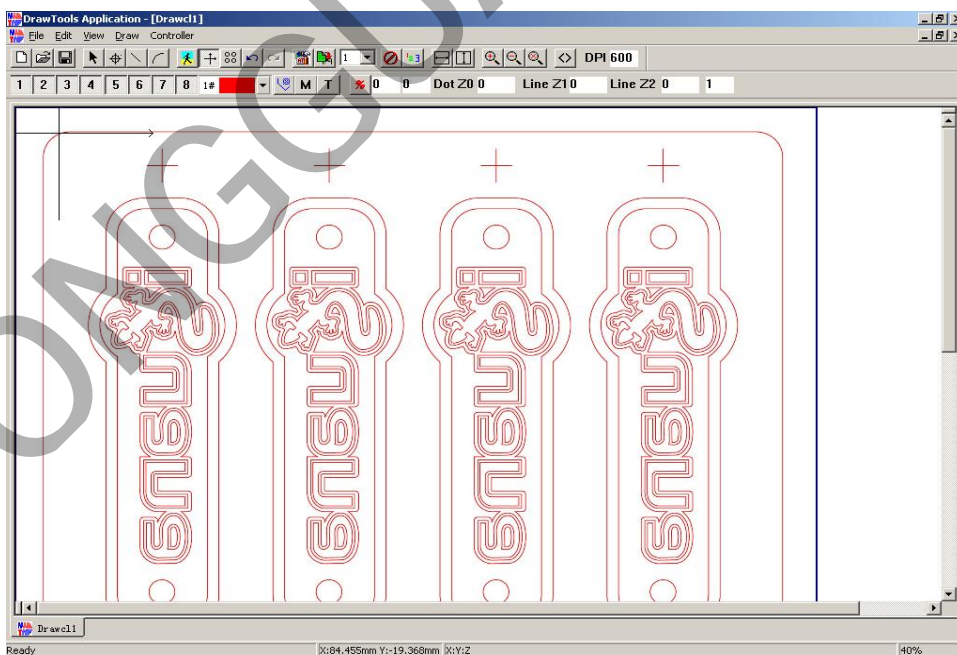 DrawTools Application - [Drawcl1]
File Edit View Draw Controller
1 DPI 600
1 2 3 4 5 6 7 8 1# M T % 0 0 Dot Z0 0 Line Z1 0 Line Z2 0 1
Drawcl1
Ready X:84.455mm Y:-19.368mm X:Y:Z 40%
ONGGUA